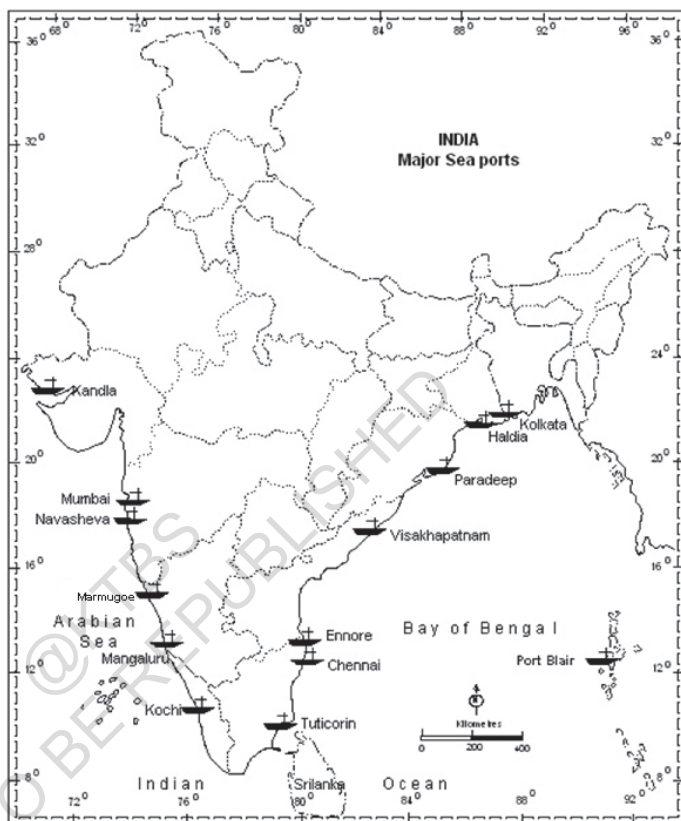 68 72 76 80 84 88 92 96
36° 36°
INDIA
Major Sea ports
32° 32°
28° 28°
24° 24°
Kandla
Kolkata
Haldia
20° 20°
Paradeep
Mumbai
Navasheva
Visakhapatnam
16° 16°
Marmugoe
Arabian
Sea
Ennore
Bay of Bengal
Mangaluru
Chennai
Port Blair
12° 12°
Kochi
Tuticorin
N
Kilometres
0 200 400
8° 8°
Indian Srilanka Ocean
72° 76° 80° 84° 88° 92°
@KTBS
O BE REPUBLISHED